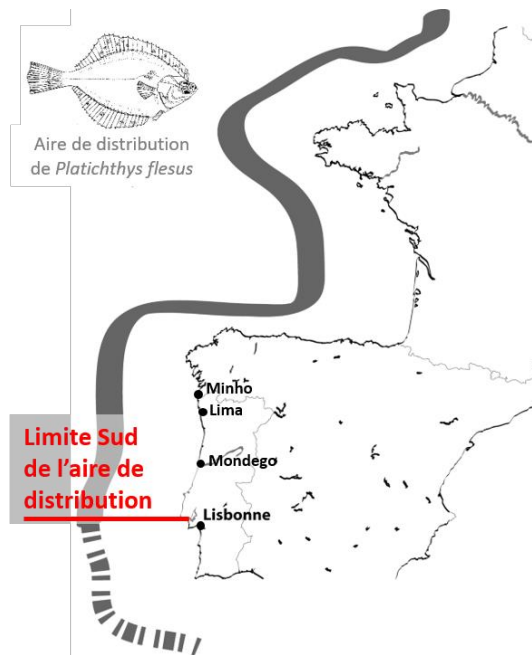 Aire de distribution
de Platichthys flesus
Minho
Lima
Limite Sud
de l'aire de
distribution
Mondego
Lisbonne